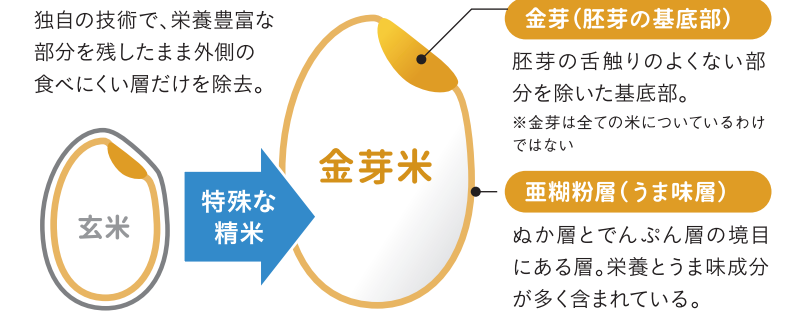 独自の技術で、栄養豊富な
部分を残したまま外側の
食べにくい層だけを除去。
玄米
特殊な
精米
金芽米
金芽（胚芽の基底部）
胚芽の舌触りのよくない部
分を除いた基底部。
※金芽は全ての米についているわけ
ではない
亜糊粉層（うま味層）
ぬか層とでんぷん層の境目
にある層。栄養とうま味成分
が多く含まれている。